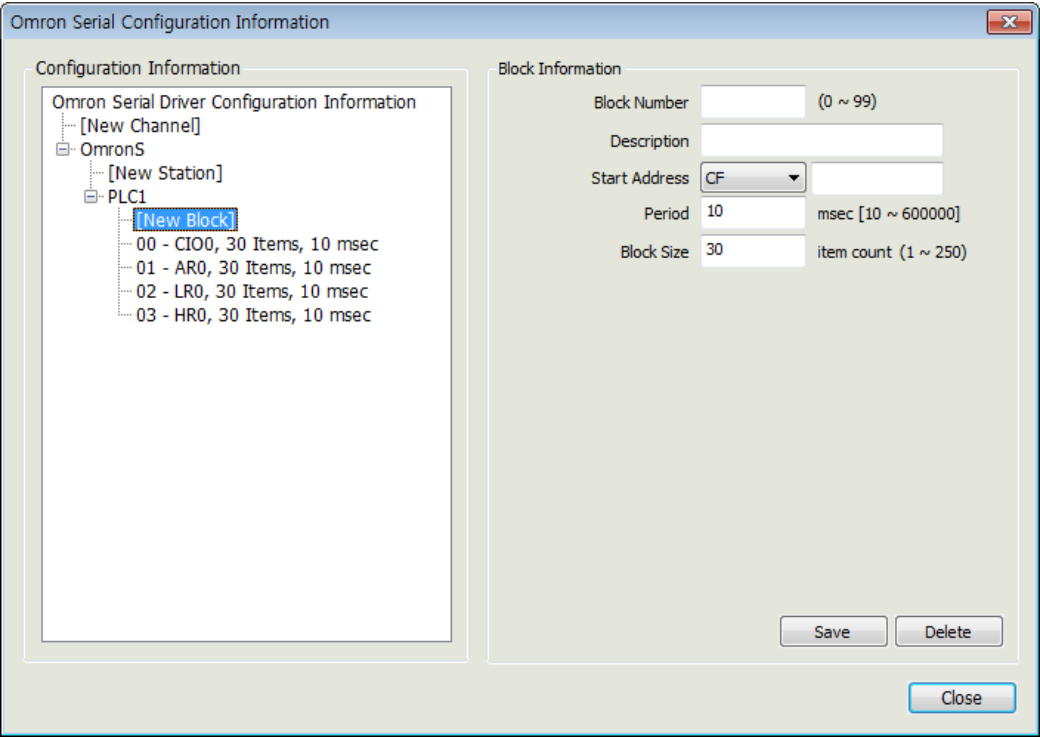 Omron Serial Configuration Information
Configuration Information
Omron Serial Driver Configuration Information
[New Channel]
OmronS
[New Station]
PLC1
[New Block]
00 - CIO0, 30 Items, 10 msec
01 - AR0, 30 Items, 10 msec
02 - LR0, 30 Items, 10 msec
03 - HR0, 30 Items, 10 msec
Block Information
Block Number (0 ~ 99)
Description
Start Address CF
Period 10 msec [10 ~ 600000]
Block Size 30 item count (1 ~ 250)
Save Delete
Close